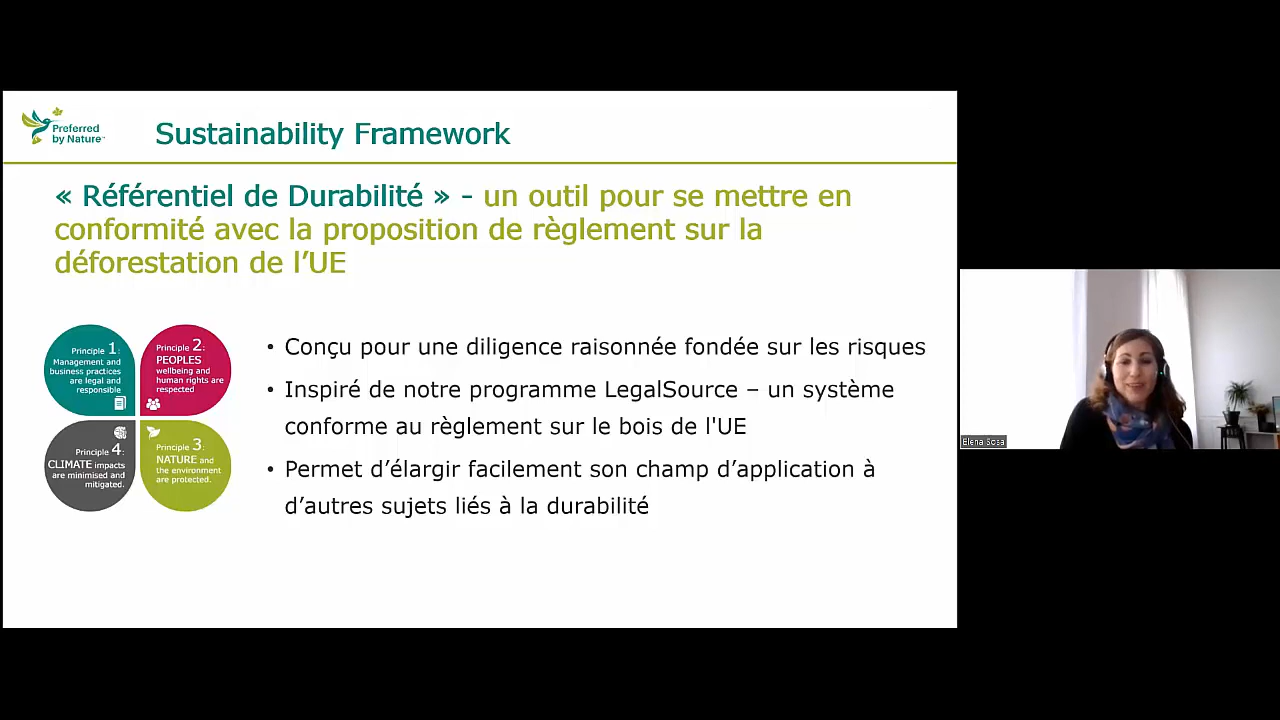 Preferred
by Nature™
Sustainability Framework
« Référentiel de Durabilité » - un outil pour se mettre en
conformité avec la proposition de règlement sur la
déforestation de l’UE
Principle 1:
Management and
business practices
are legal and
responsible
Principle 2:
PEOPLES
wellbeing and
human rights are
respected
Principle 4:
CLIMATE impacts
are minimised and
mitigated.
Principle 3:
NATURE and
the environment
are protected.
• Conçu pour une diligence raisonnée fondée sur les risques
• Inspiré de notre programme LegalSource – un système
conforme au règlement sur le bois de l'UE
• Permet d’élargir facilement son champ d’application à
d’autres sujets liés à la durabilité
Elena Sosa